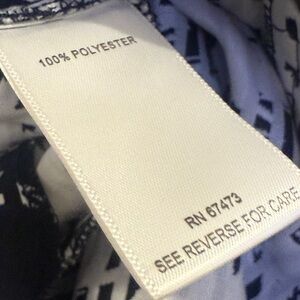 100% POLYESTER
RN 67473
SEE REVERSE FOR CARE